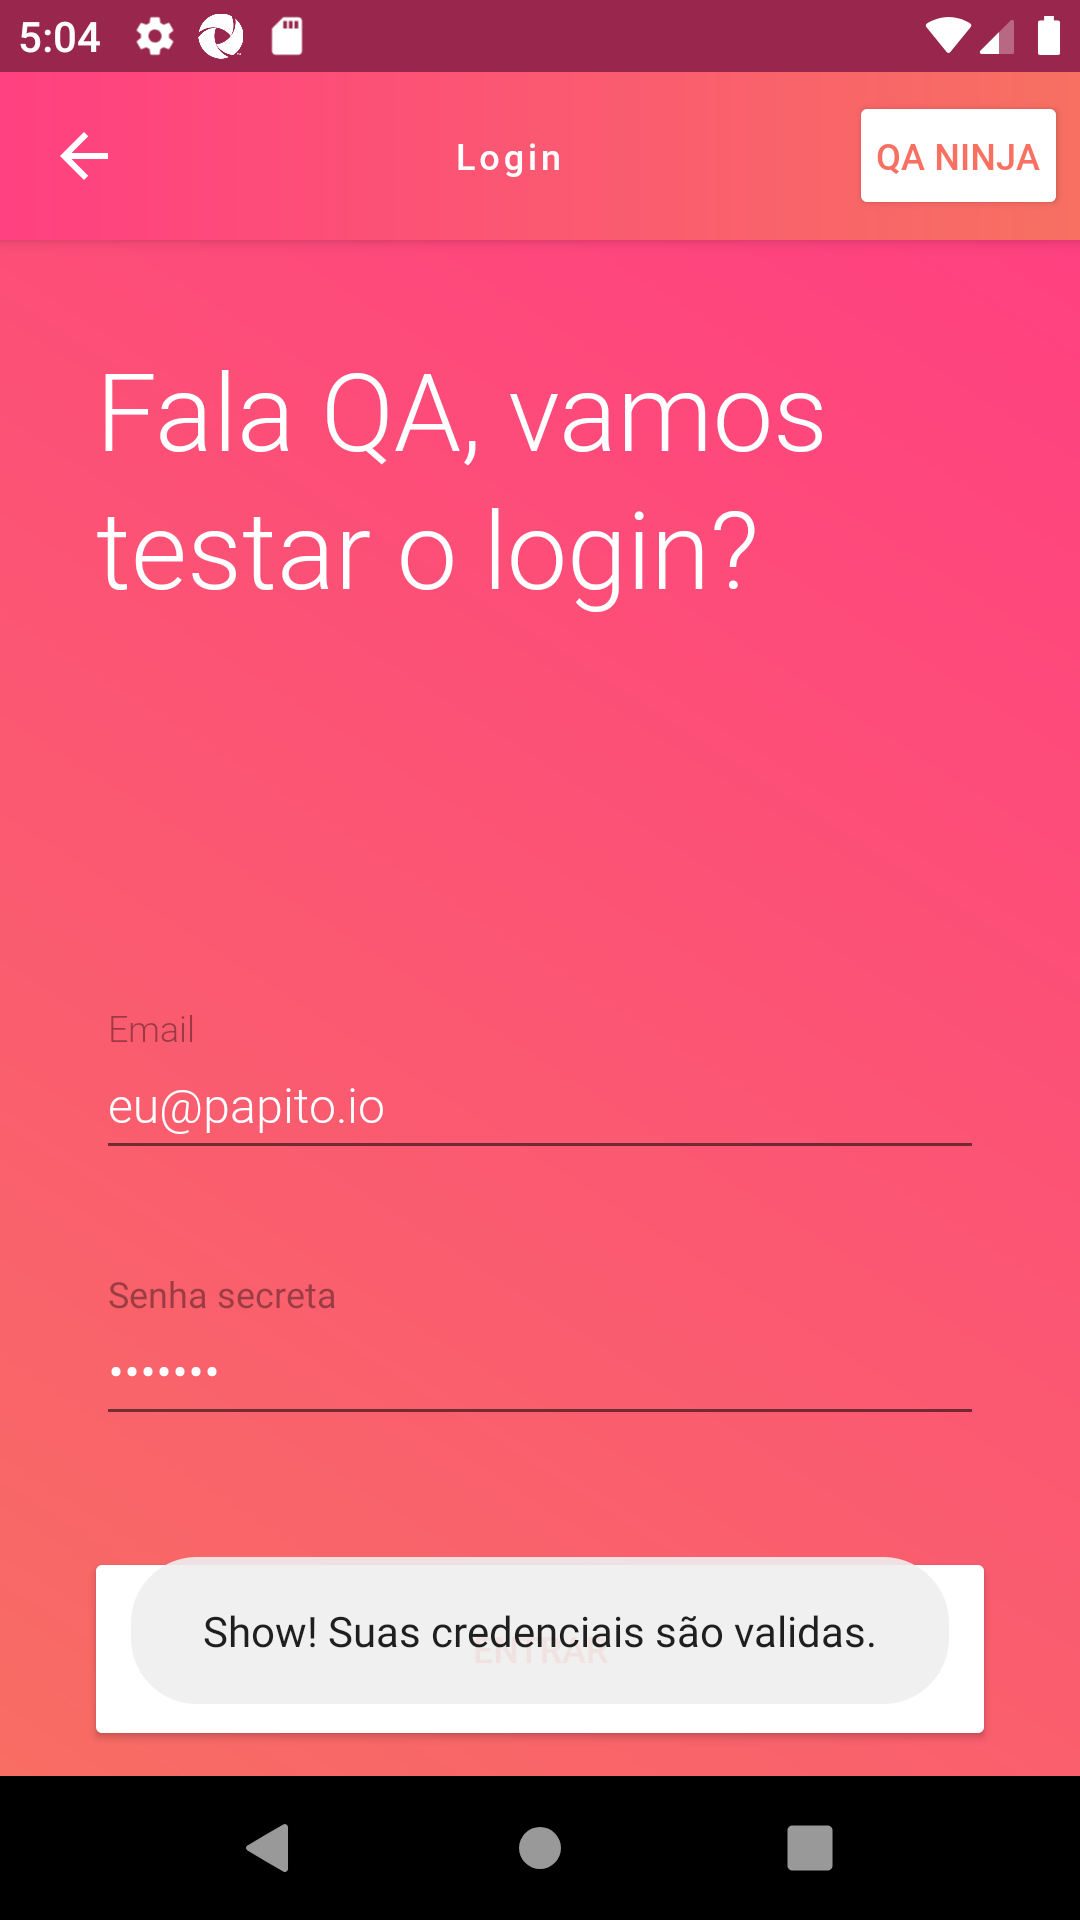 5:04
Login
QA NINJA
Fala QA, vamos
testar o login?
Email
eu@papito.io
Senha secreta
•••••••
Show! Suas credenciais são validas.
ENTRAR